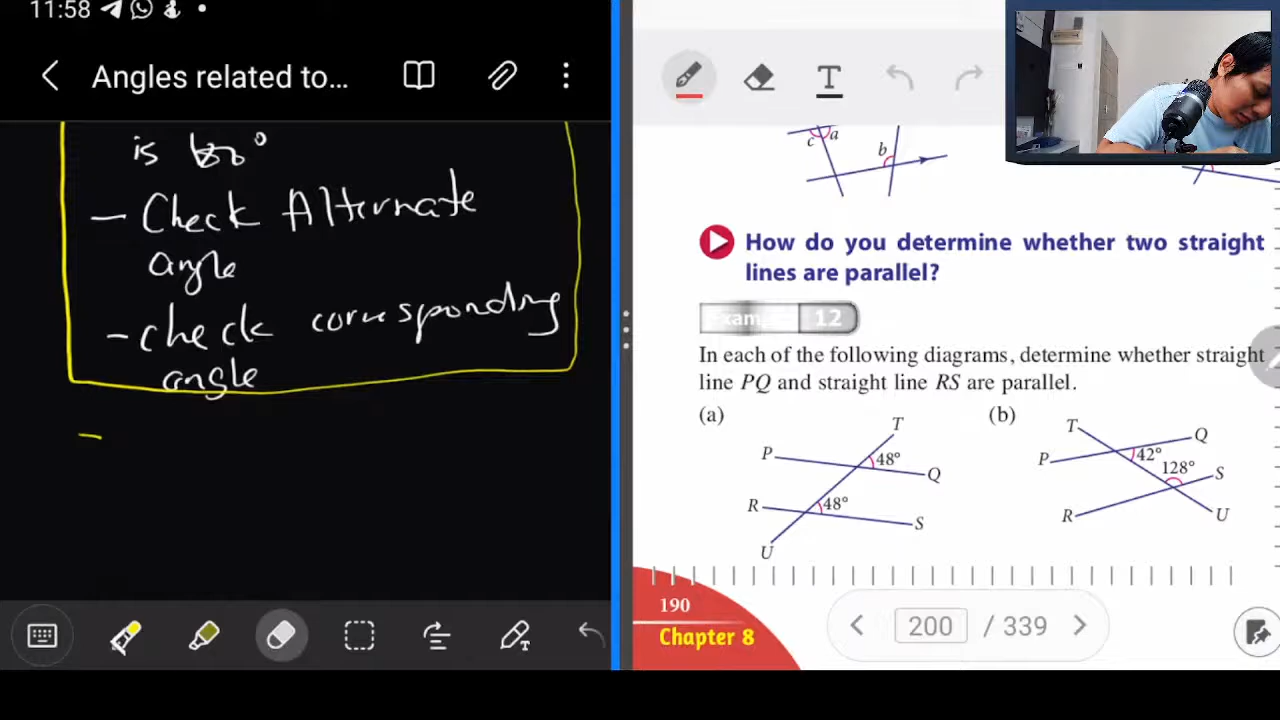 11:58
Angles related to...
is
— Check Alternate
angle
- check corresponding
angle
T
c a
b
How do you determine whether two straight
lines are parallel?
Example 12
In each of the following diagrams, determine whether straight
line PQ and straight line RS are parallel.
(a)
T
P
48°
Q
R
48°
S
U
(b)
T
Q
P
42°
128°
S
R
U
190
Chapter 8
200 / 339
T